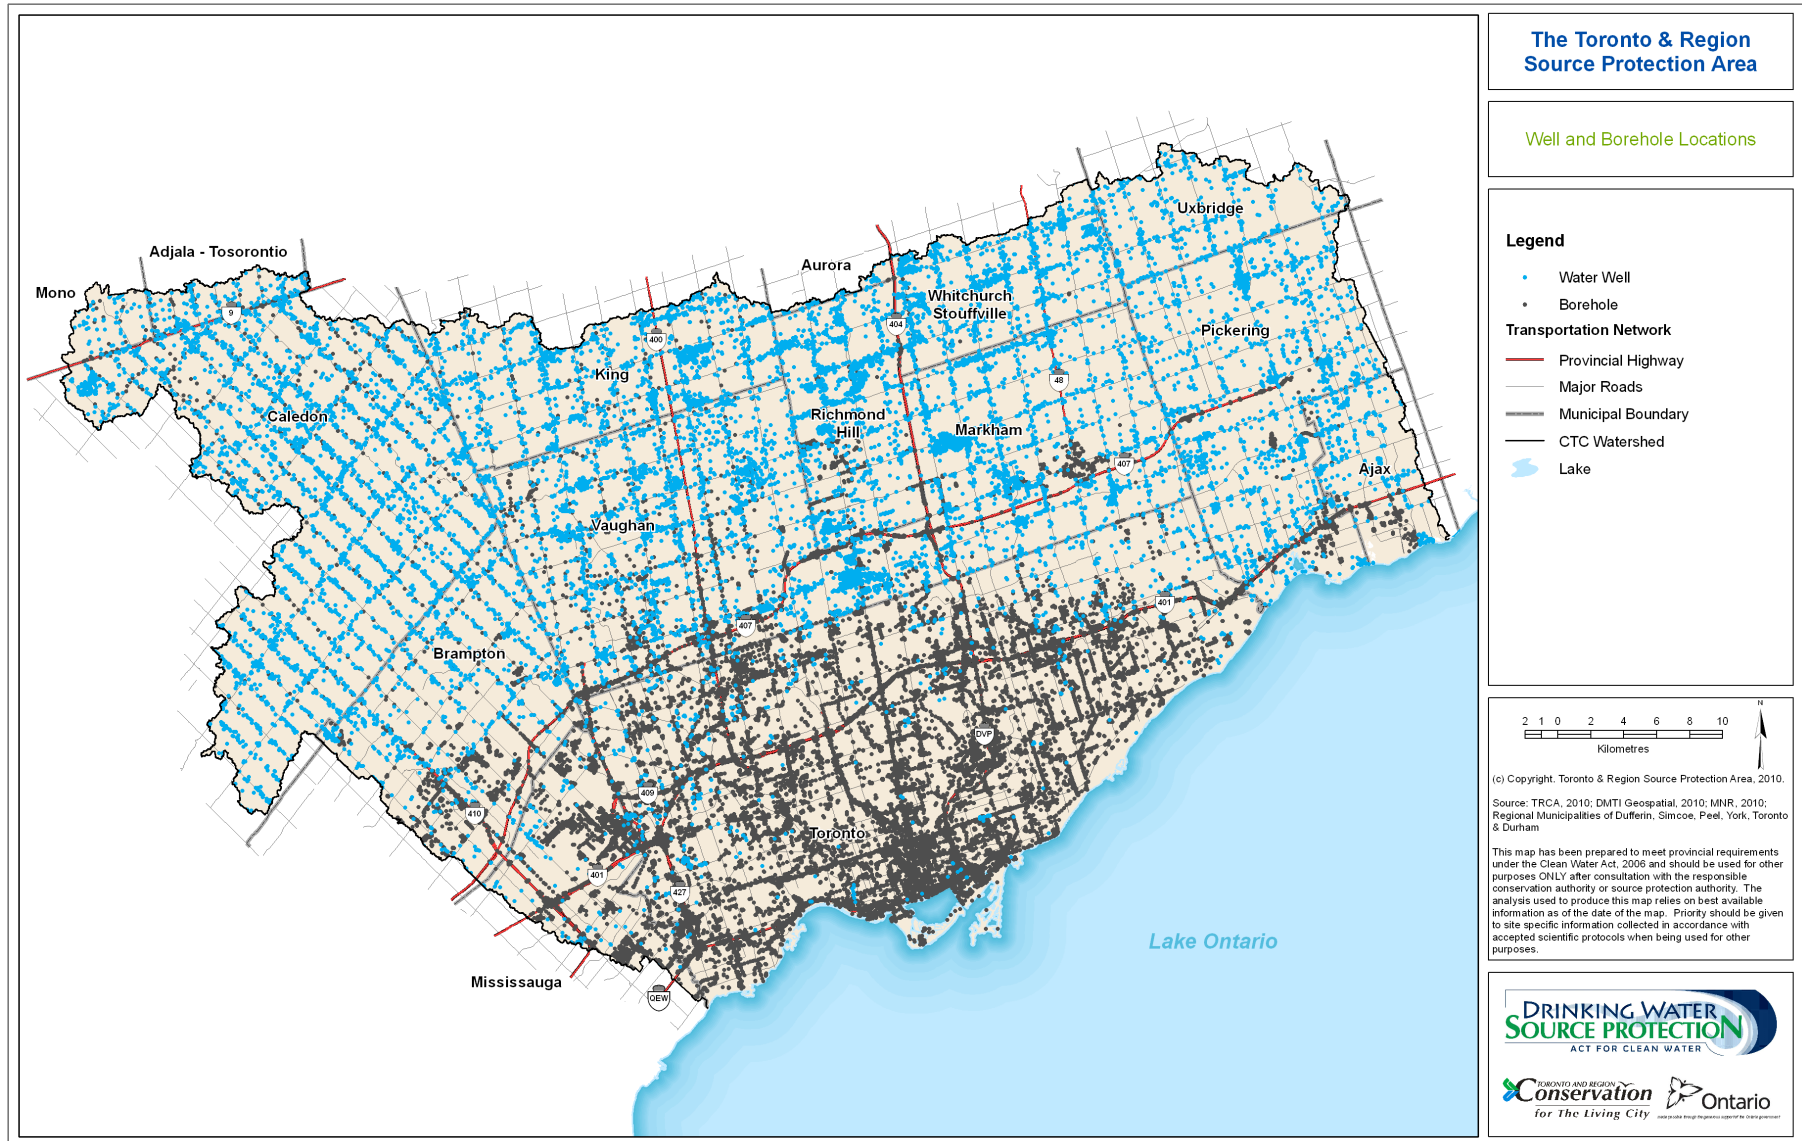 The Toronto & Region
Source Protection Area
Well and Borehole Locations
Legend
Water Well
Borehole
Transportation Network
Provincial Highway
Major Roads
Municipal Boundary
CTC Watershed
Lake
2 1 0 2 4 6 8 10
Kilometres
N
(c) Copyright. Toronto & Region Source Protection Area, 2010.
Source: TRCA, 2010; DMTI Geospatial, 2010; MNR, 2010;
Regional Municipalities of Dufferin, Simcoe, Peel, York, Toronto
& Durham
This map has been prepared to meet provincial requirements
under the Clean Water Act, 2006 and should be used for other
purposes ONLY after consultation with the responsible
conservation authority or source protection authority. The
analysis used to produce this map relies on best available
information as of the date of the map. Priority should be given
to site specific information collected in accordance with
accepted scientific protocols when being used for other
purposes.
DRINKING WATER
SOURCE PROTECTION
ACT FOR CLEAN WATER
TORONTO AND REGION
Conservation
for The Living City
Ontario
Uxbridge
Adjala - Tosorontio
Aurora
Mono
Whitchurch
Stouffville
9
404
Pickering
400
King
48
Caledon
Richmond
Hill
Markham
407
Ajax
Vaughan
401
407
Brampton
DVP
409
410
Toronto
401
427
Lake Ontario
Mississauga
QEW